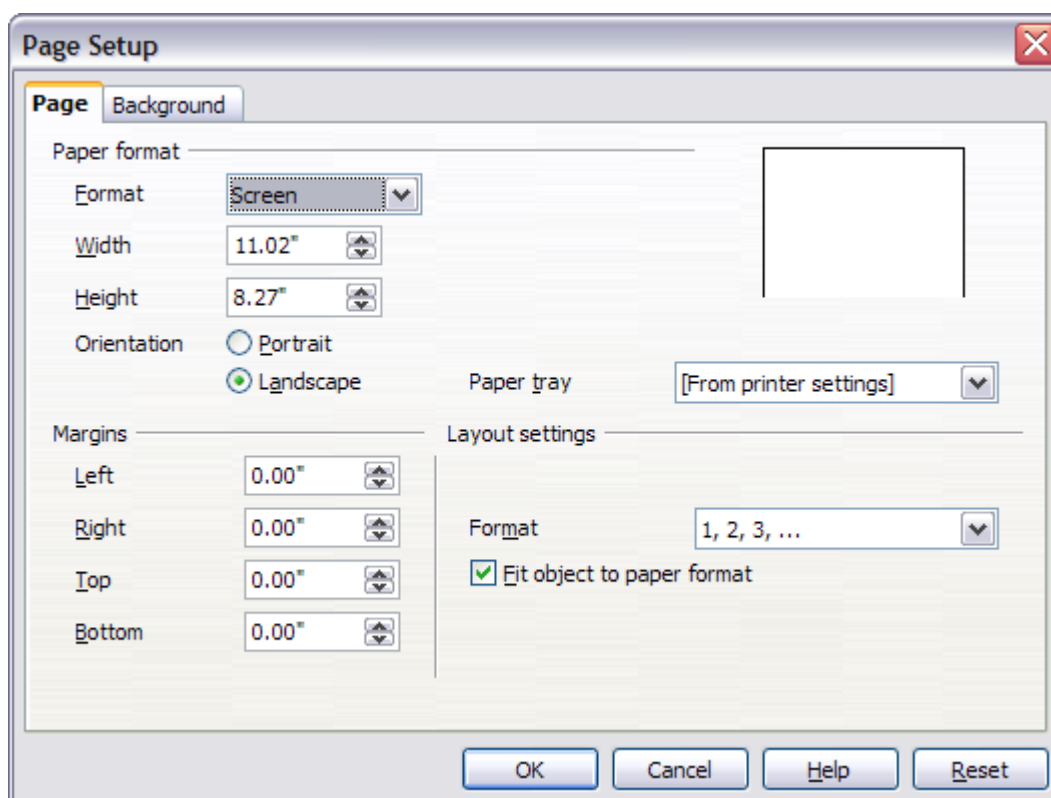 Page Setup
Page Background
Paper format
Format Screen
Width 11.02"
Height 8.27"
Orientation Portrait
Landscape Paper tray [From printer settings]
Margins Layout settings
Left 0.00"
Right 0.00" Format 1, 2, 3, ...
Top 0.00" Fit object to paper format
Bottom 0.00"
OK Cancel Help Reset